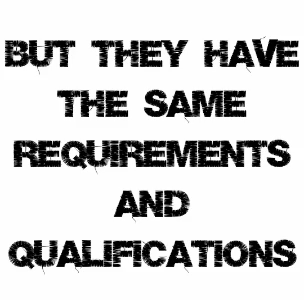 BUT THEY HAVE
THE SAME
REQUIREMENTS
AND
QUALIFICATIONS